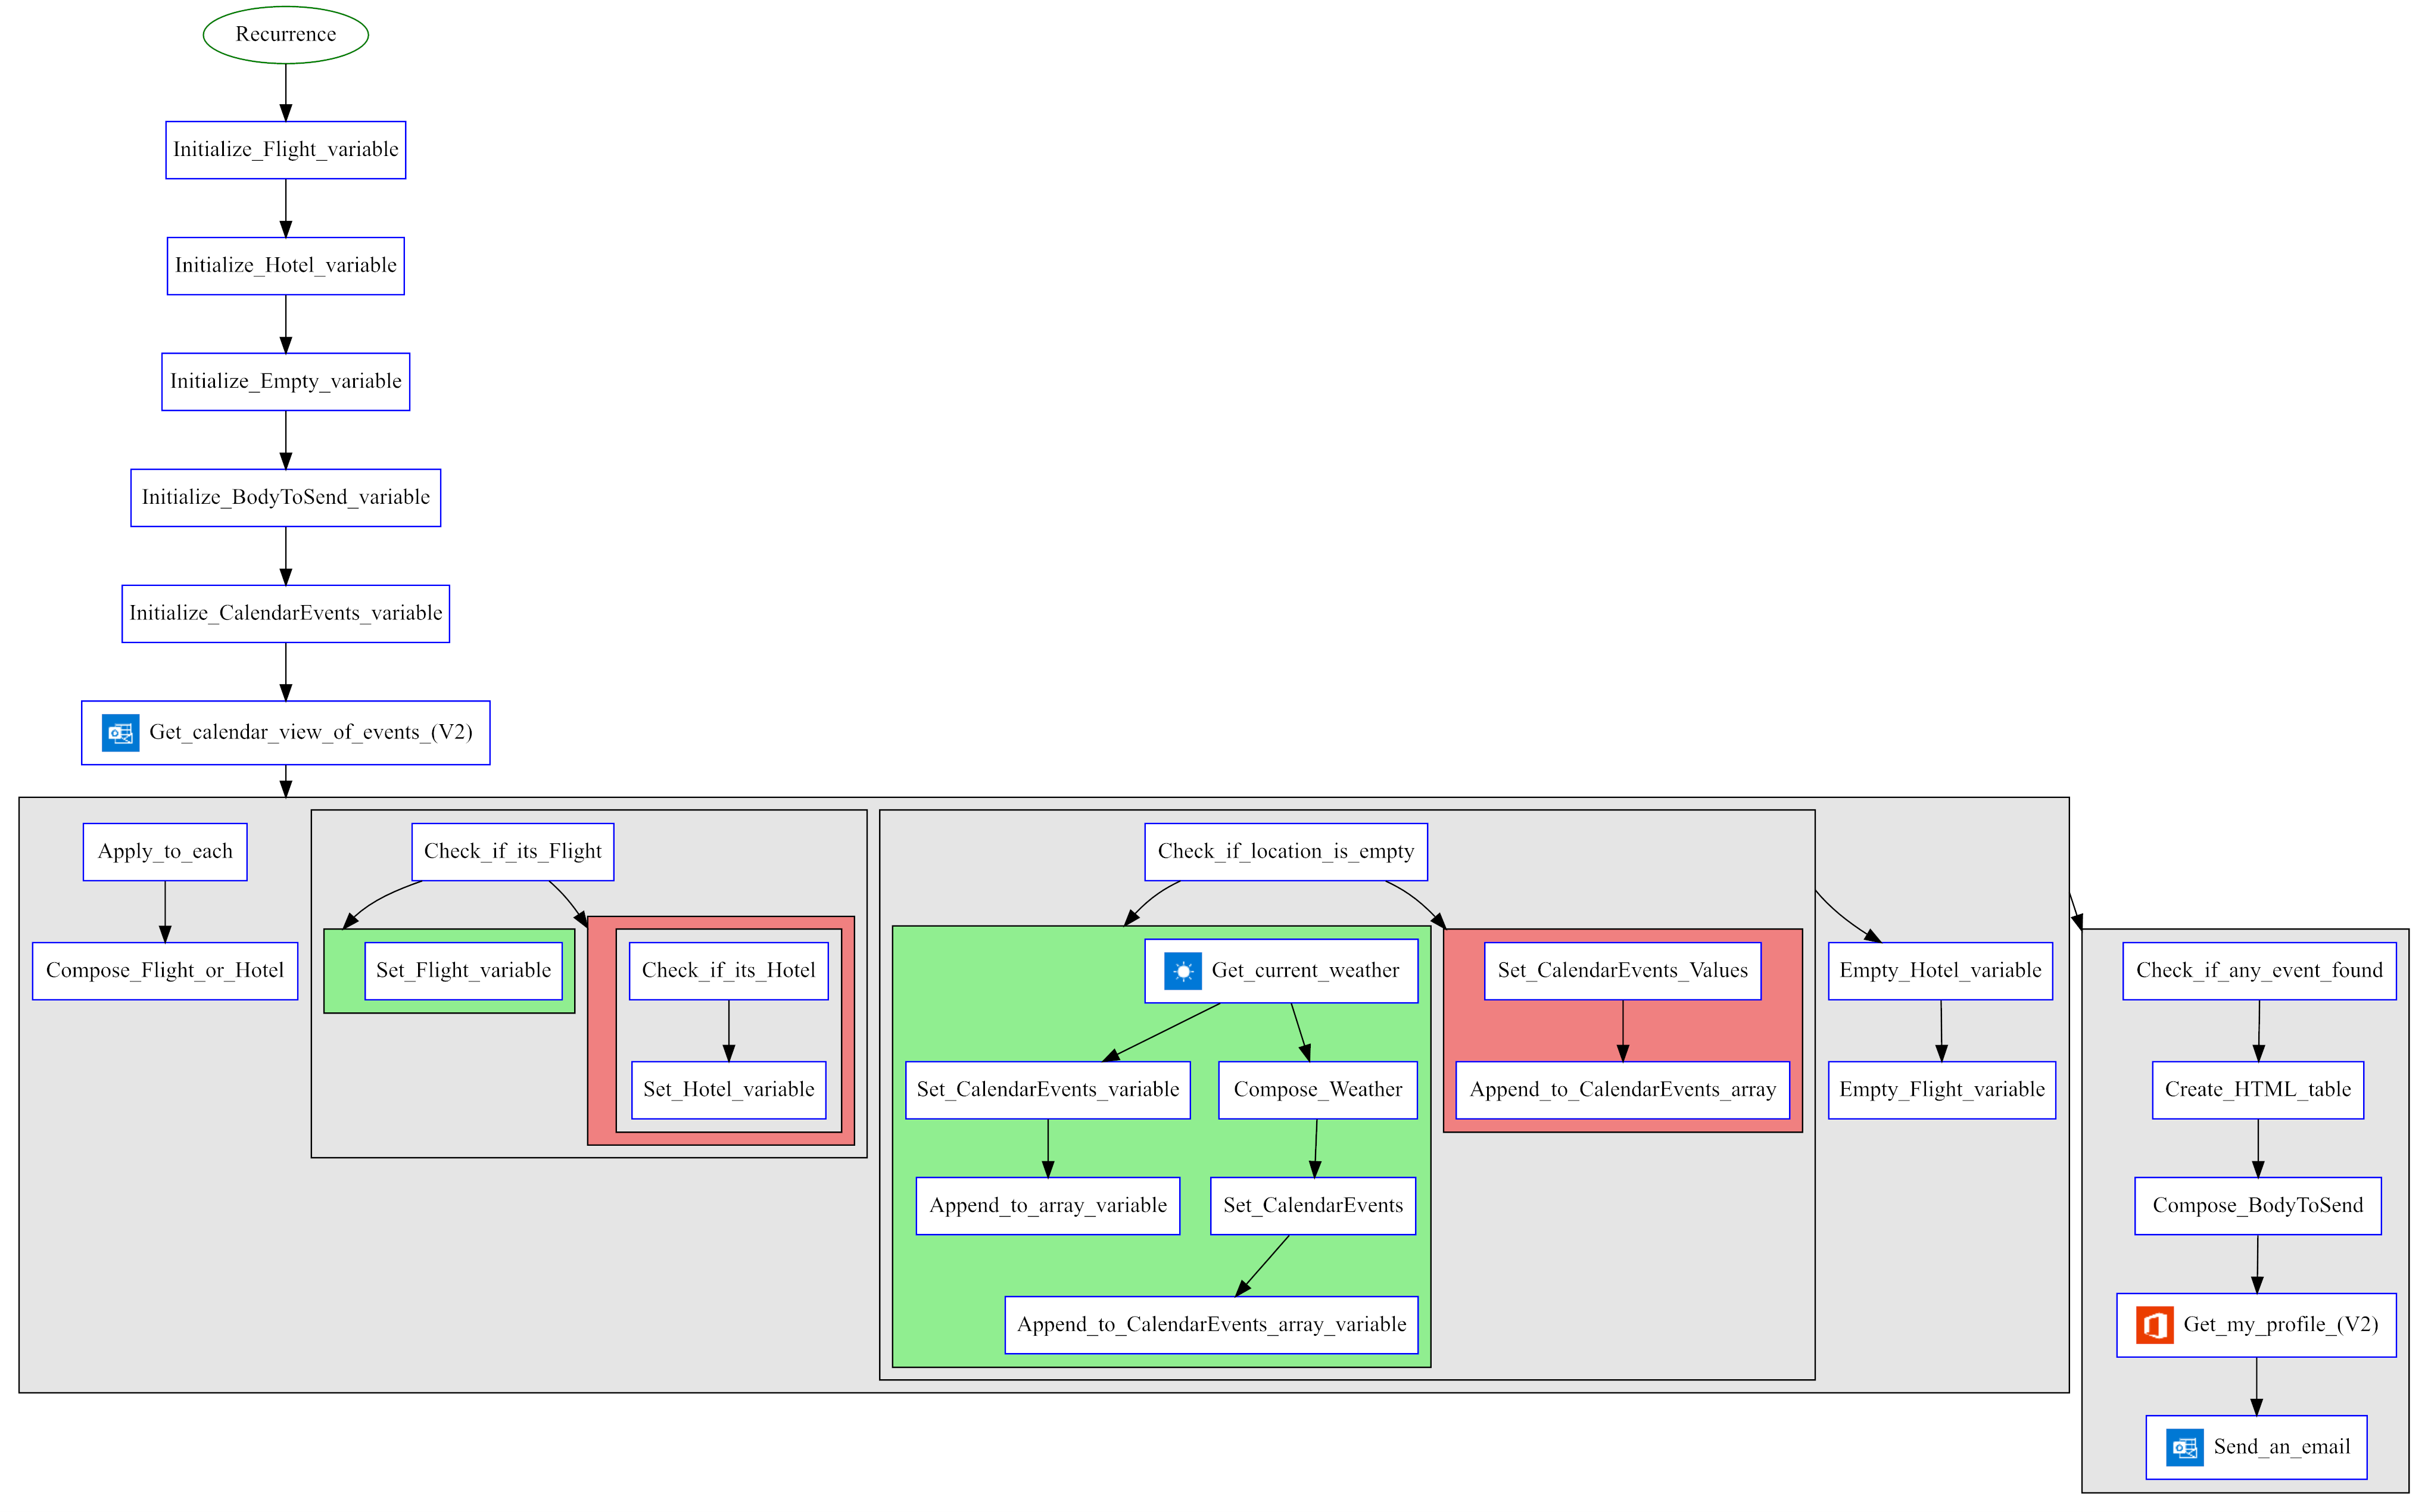 Recurrence
Initialize_Flight_variable
Initialize_Hotel_variable
Initialize_Empty_variable
Initialize_BodyToSend_variable
Initialize_CalendarEvents_variable
Get_calendar_view_of_events_(V2)
Apply_to_each
Compose_Flight_or_Hotel
Check_if_its_Flight
Set_Flight_variable
Check_if_its_Hotel
Set_Hotel_variable
Check_if_location_is_empty
Get_current_weather
Set_CalendarEvents_variable
Compose_Weather
Append_to_array_variable
Set_CalendarEvents
Append_to_CalendarEvents_array_variable
Set_CalendarEvents_Values
Append_to_CalendarEvents_array
Empty_Hotel_variable
Empty_Flight_variable
Check_if_any_event_found
Create_HTML_table
Compose_BodyToSend
Get_my_profile_(V2)
Send_an_email